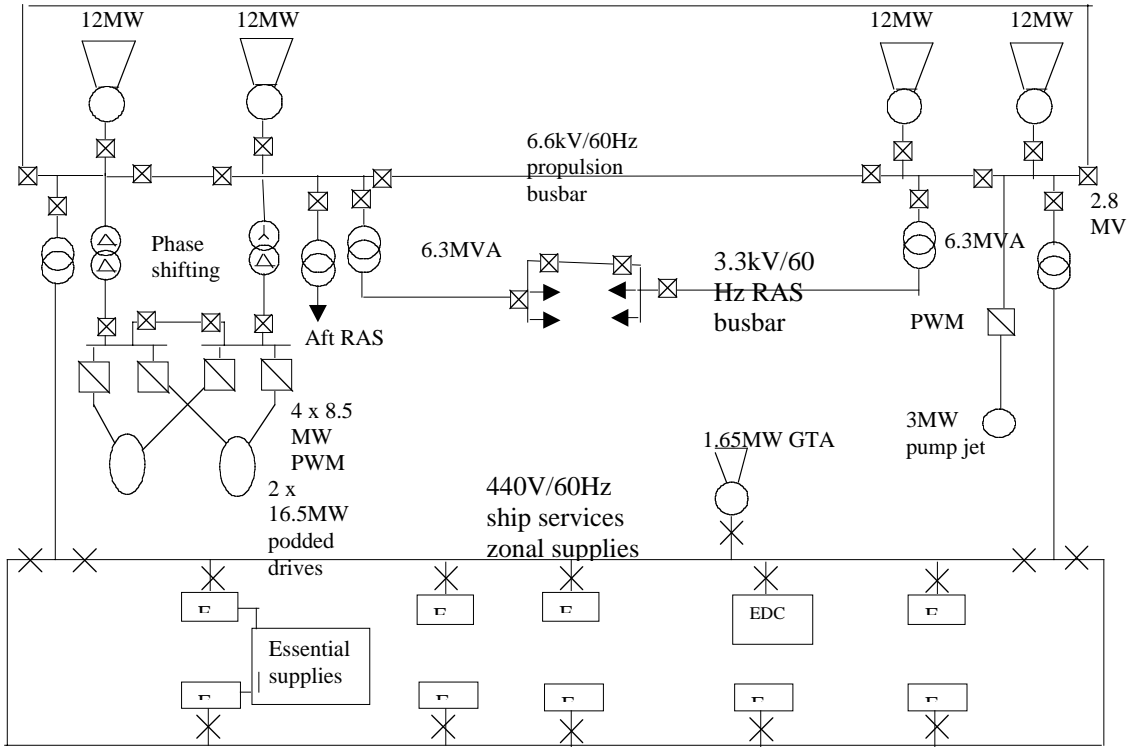 12MW
12MW
12MW
12MW
6.6kV/60Hz
propulsion
busbar
2.8
MV
Phase
shifting
6.3MVA
6.3MVA
3.3kV/60
Hz RAS
busbar
Aft RAS
PWM
4 x 8.5
MW
PWM
3MW
pump jet
1.65MW GTA
2 x
16.5MW
podded
drives
440V/60Hz
ship services
zonal supplies
EDC
Essential
supplies